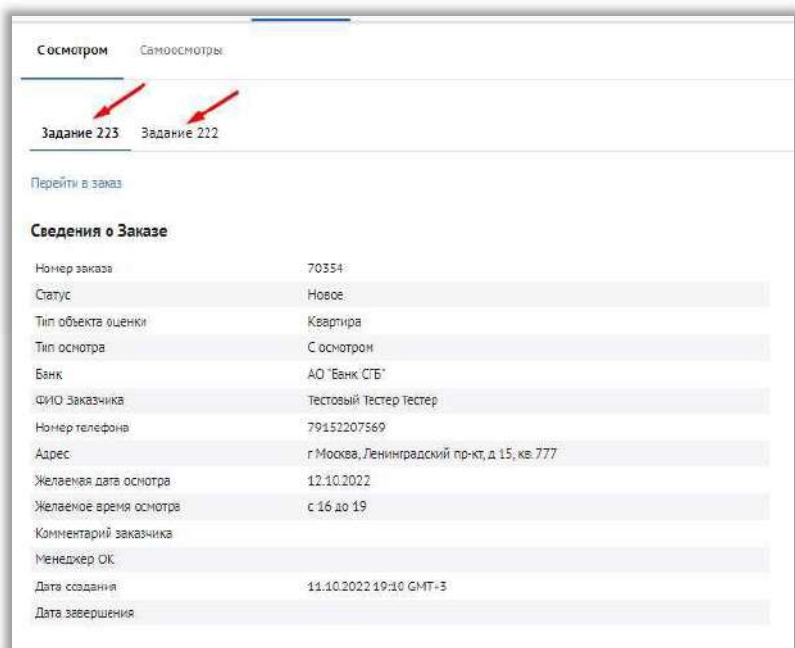 С осмотром Самоосмотры
Задание 223 Задание 222
Перейти в заказ
Сведения о Заказе
Номер заказа 70354
Статус Новое
Тип объекта оценки Квартира
Тип осмотра С осмотром
Банк АО "Банк СГБ"
ФИО Заказчика Тестовый Тестер Тестер
Номер телефона 79152207569
Адрес г Москва, Ленинградский пр-кт, д 15, кв. 777
Желаемая дата осмотра 12.10.2022
Желаемое время осмотра с 16 до 19
Комментарий заказчика
Менеджер ОК
Дата создания 11.10.2022 19:10 GMT+3
Дата завершения